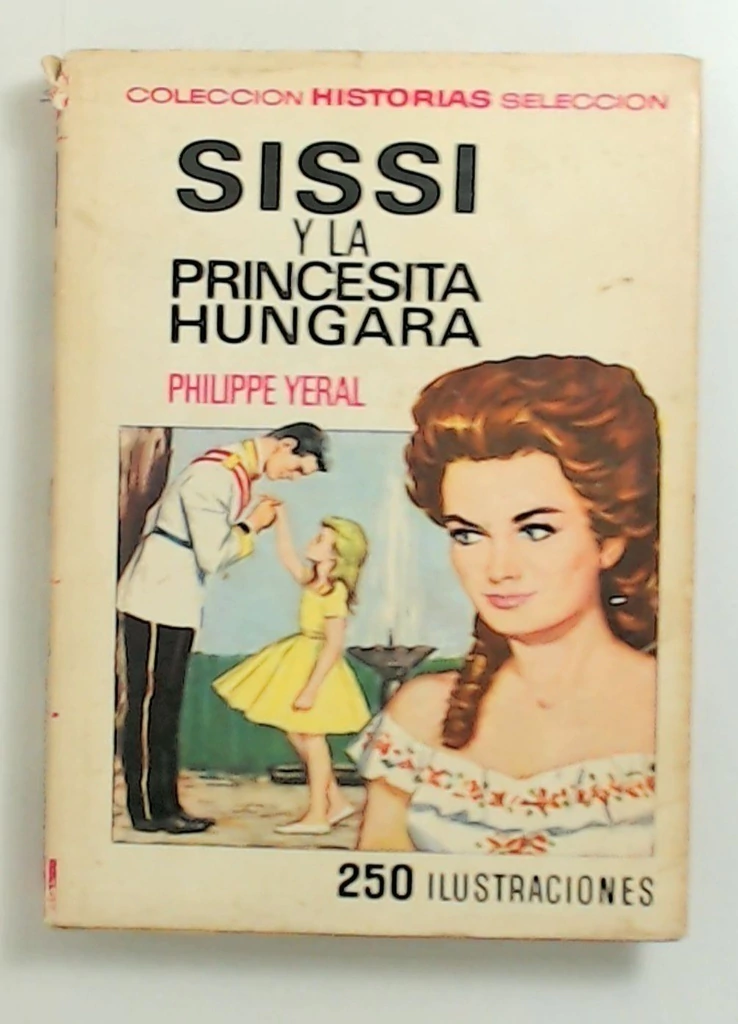 COLECCION HISTORIAS SELECCION
SISSI
Y LA
PRINCESITA
HUNGARA
PHILIPPE YERAL
250 ILUSTRACIONES